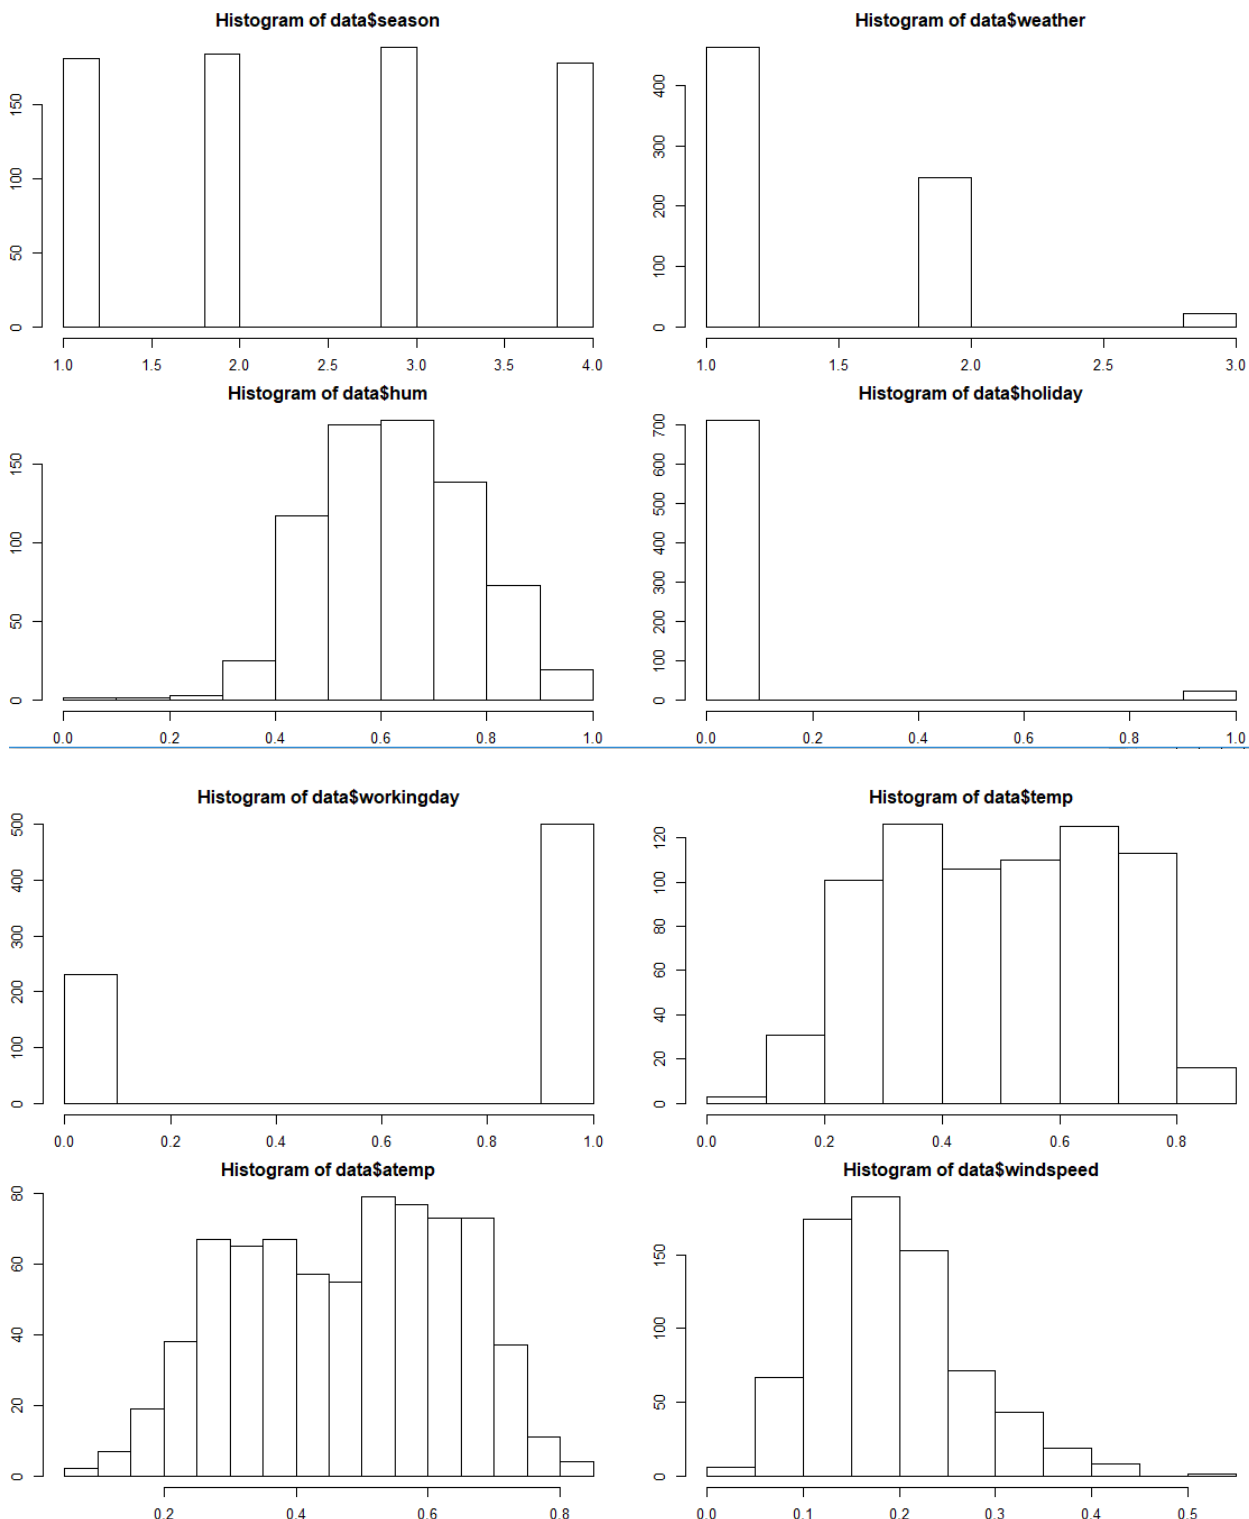 Histogram of data$season
0 50 100 150
1.0 1.5 2.0 2.5 3.0 3.5 4.0
Histogram of data$weather
0 100 200 300 400
1.0 1.5 2.0 2.5 3.0
Histogram of data$hum
0 50 100 150
0.0 0.2 0.4 0.6 0.8 1.0
Histogram of data$holiday
0 100 200 300 400 500 600 700
0.0 0.2 0.4 0.6 0.8 1.0
Histogram of data$workingday
0 100 200 300 400 500
0.0 0.2 0.4 0.6 0.8 1.0
Histogram of data$temp
0 20 40 60 80 100 120
0.0 0.2 0.4 0.6 0.8
Histogram of data$atemp
0 20 40 60 80
0.2 0.4 0.6 0.8
Histogram of data$windspeed
0 50 100 150
0.0 0.1 0.2 0.3 0.4 0.5